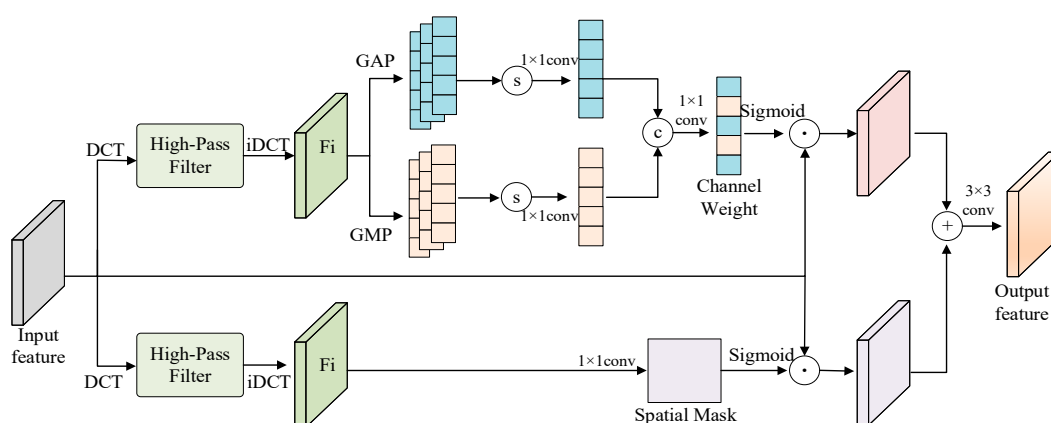 GAP
1×1conv
s
DCT
High-Pass
Filter
iDCT
Fi
c
1×1
conv
Sigmoid
·
Channel
Weight
GMP
s
1×1conv
3×3
conv
+
Input
feature
Output
feature
DCT
High-Pass
Filter
iDCT
Fi
1×1conv
Sigmoid
·
Spatial Mask